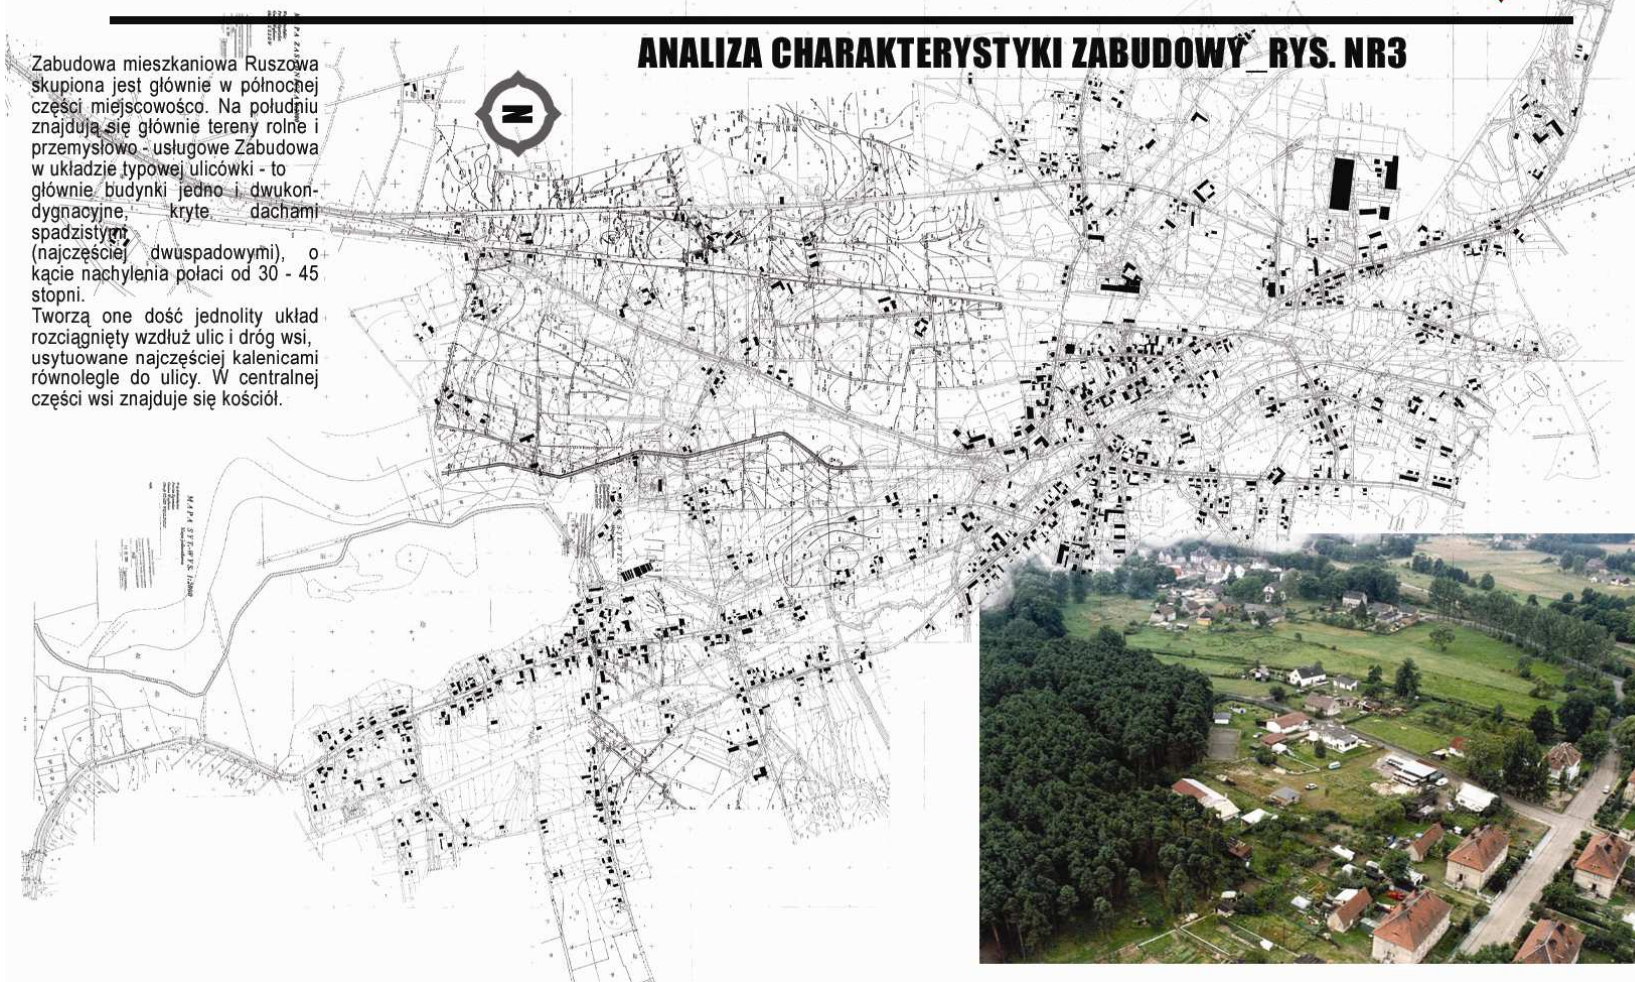 ANALIZA CHARAKTERYSTYKI ZABUDOWY_RYS. NR3
Zabudowa mieszkaniowa Ruszowa
skupiona jest głównie w północnej
części miejscowośco. Na południu
znajdują się głównie tereny rolne i
przemysłowo - usługowe Zabudowa
w układzie typowej ulicówki - to
głównie budynki jedno i dwukon-
dygnacyjne, kryte dachami
spadzistymi
(najczęściej dwuspadowymi), o
kącie nachylenia połaci od 30 - 45
stopni.
Tworzą one dość jednolity układ
rozciągnięty wzdłuż ulic i dróg wsi,
usytuowane najczęściej kalenicami
równolegle do ulicy. W centralnej
części wsi znajduje się kościół.
N